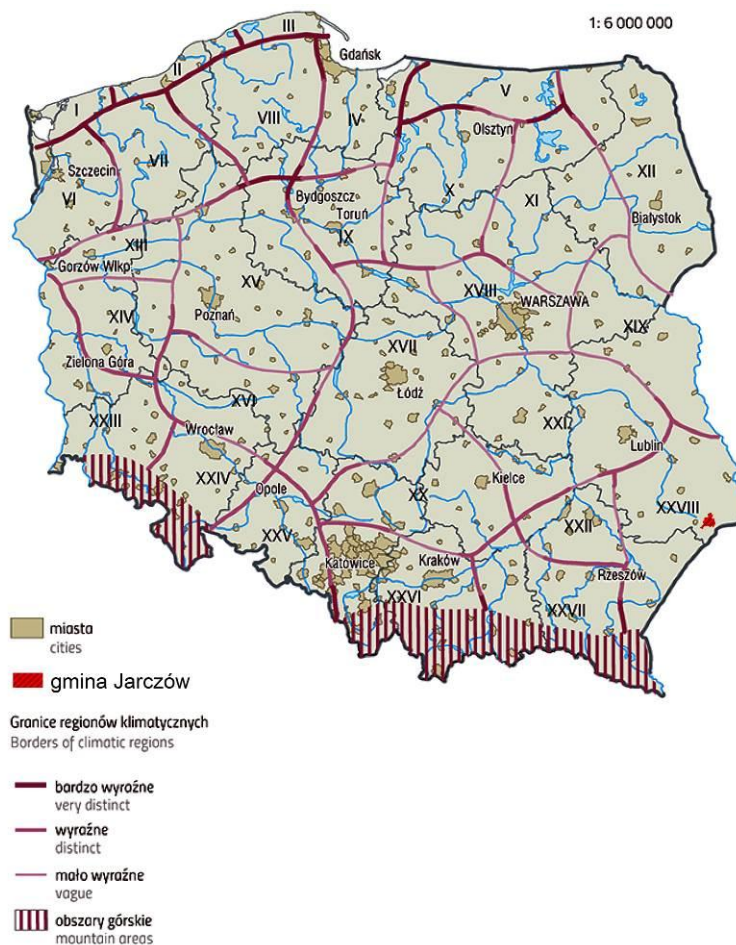 1: 6 000 000
III
Gdańsk
II
I
V
VIII
IV
Olsztyn
VII
Szczecin
XII
VI
X
XI
Bydgoszcz
Białystok
Toruń
IX
XIII
Gorzów Wlkp.
XV
XVIII
WARSZAWA
XIV
Poznań
XIX
XVII
Zielona Góra
Łódź
XVI
XXIII
Wrocław
XXI
Lublin
XXIV
Kielce
Opole
XX
XXVIII
XXII
XXV
Katowice
Kraków
Rzeszów
XXVI
XXVII
miasta
cities
gmina Jarczów
Granice regionów klimatycznych
Borders of climatic regions
bardzo wyraźne
very distinct
wyraźne
distinct
mało wyraźne
vague
obszary górskie
mountain areas